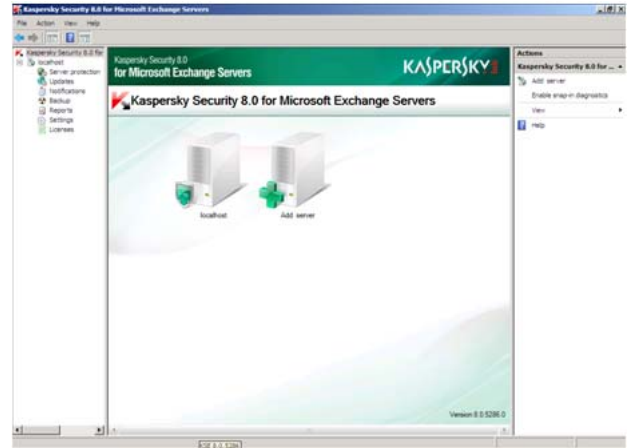 Kaspersky Security 8.0 for Microsoft Exchange Servers
File Action View Help
Kaspersky Security 8.0 for
localhost
Server protection
Updates
Notifications
Backup
Reports
Settings
Licenses
Kaspersky Security 8.0
for Microsoft Exchange Servers
KASPERSKY
Kaspersky Security 8.0 for Microsoft Exchange Servers
localhost
Add server
Version 8.0.5286.0
Actions
Kaspersky Security 8.0 for ...
Add server
Enable snap-in diagnostics
View
Help